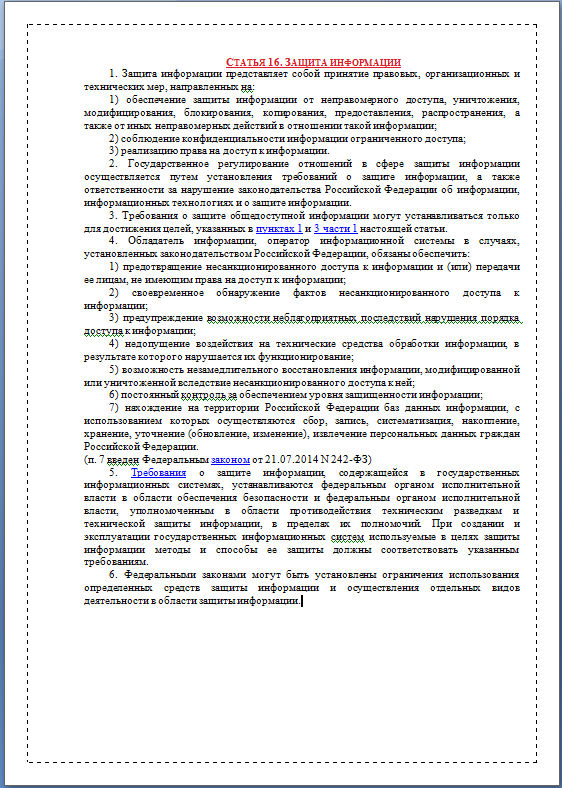 СТАТЬЯ 16. ЗАЩИТА ИНФОРМАЦИИ
1. Защита информации представляет собой принятие правовых, организационных и
технических мер, направленных на:
1) обеспечение защиты информации от неправомерного доступа, уничтожения,
модифицирования, блокирования, копирования, предоставления, распространения, а
также от иных неправомерных действий в отношении такой информации;
2) соблюдение конфиденциальности информации ограниченного доступа;
3) реализацию права на доступ к информации.
2. Государственное регулирование отношений в сфере защиты информации
осуществляется путем установления требований о защите информации, а также
ответственности за нарушение законодательства Российской Федерации об информации,
информационных технологиях и о защите информации.
3. Требования о защите общедоступной информации могут устанавливаться только
для достижения целей, указанных в пунктах 1 и 3 части 1 настоящей статьи.
4. Обладатель информации, оператор информационной системы в случаях,
установленных законодательством Российской Федерации, обязаны обеспечить:
1) предотвращение несанкционированного доступа к информации и (или) передачи
ее лицам, не имеющим права на доступ к информации;
2) своевременное обнаружение фактов несанкционированного доступа к
информации;
3) предупреждение возможности неблагоприятных последствий нарушения порядка
доступа к информации;
4) недопущение воздействия на технические средства обработки информации, в
результате которого нарушается их функционирование;
5) возможность незамедлительного восстановления информации, модифицированной
или уничтоженной вследствие несанкционированного доступа к ней;
6) постоянный контроль за обеспечением уровня защищенности информации;
7) нахождение на территории Российской Федерации баз данных информации, с
использованием которых осуществляются сбор, запись, систематизация, накопление,
хранение, уточнение (обновление, изменение), извлечение персональных данных граждан
Российской Федерации.
(п. 7 введен Федеральным законом от 21.07.2014 N 242-ФЗ)
5. Требования о защите информации, содержащейся в государственных
информационных системах, устанавливаются федеральным органом исполнительной
власти в области обеспечения безопасности и федеральным органом исполнительной
власти, уполномоченным в области противодействия техническим разведкам и
технической защиты информации, в пределах их полномочий. При создании и
эксплуатации государственных информационных систем используемые в целях защиты
информации методы и способы ее защиты должны соответствовать указанным
требованиям.
6. Федеральными законами могут быть установлены ограничения использования
определенных средств защиты информации и осуществления отдельных видов
деятельности в области защиты информации.